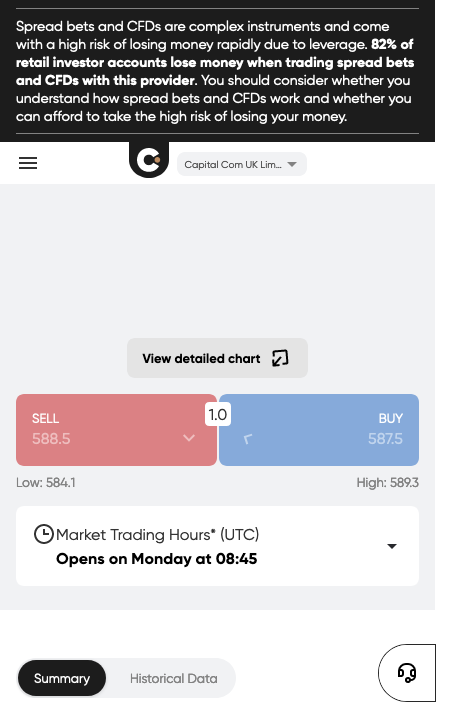 Spread bets and CFDs are complex instruments and come
with a high risk of losing money rapidly due to leverage. 82% of
retail investor accounts lose money when trading spread bets
and CFDs with this provider. You should consider whether you
understand how spread bets and CFDs work and whether you
can afford to take the high risk of losing your money.
Capital Com UK Lim...
View detailed chart
SELL
588.5
1.0
BUY
587.5
Low: 584.1
High: 589.3
Market Trading Hours* (UTC)
Opens on Monday at 08:45
Summary
Historical Data